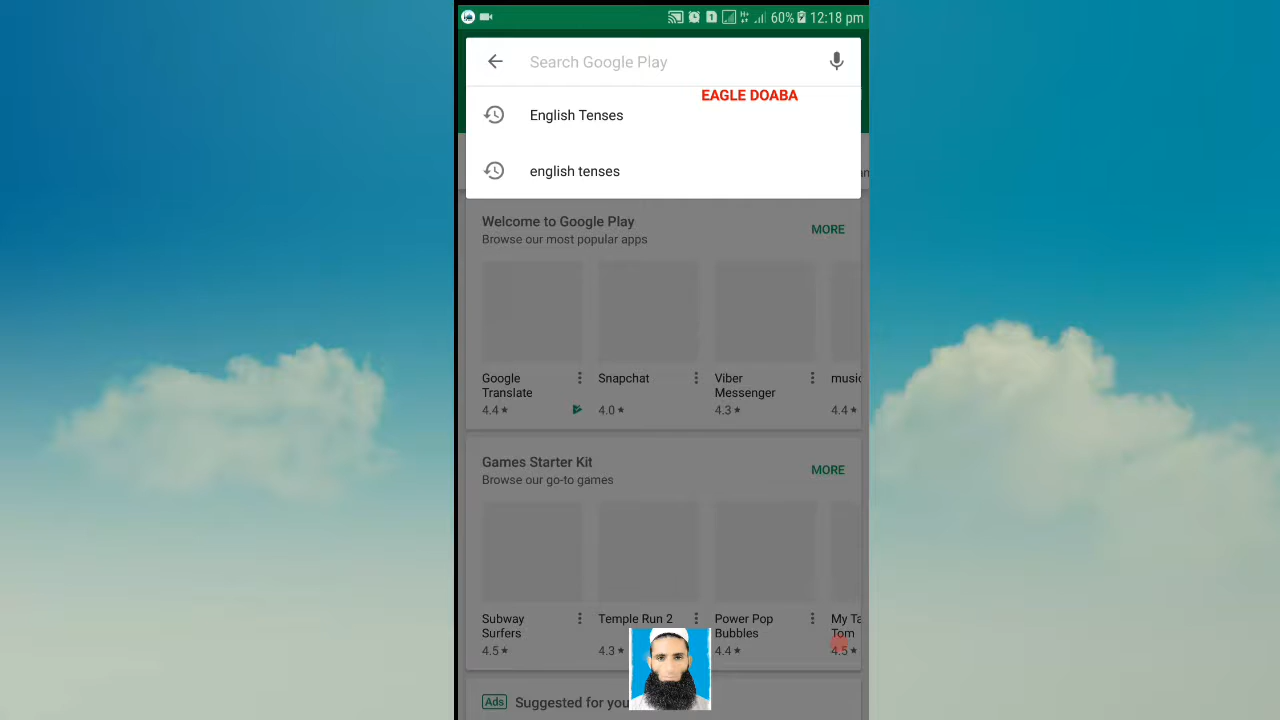 60% 12:18 pm
Search Google Play
EAGLE DOABA
English Tenses
english tenses
Welcome to Google Play
Browse our most popular apps
MORE
Google Translate
Snapchat
Viber Messenger
music
4.4
4.0
4.3
4.4
Games Starter Kit
Browse our go-to games
MORE
Subway Surfers
Temple Run 2
Power Pop Bubbles
My Ta
Tom
4.5
4.3
4.4
4.5
Ads
Suggested for you